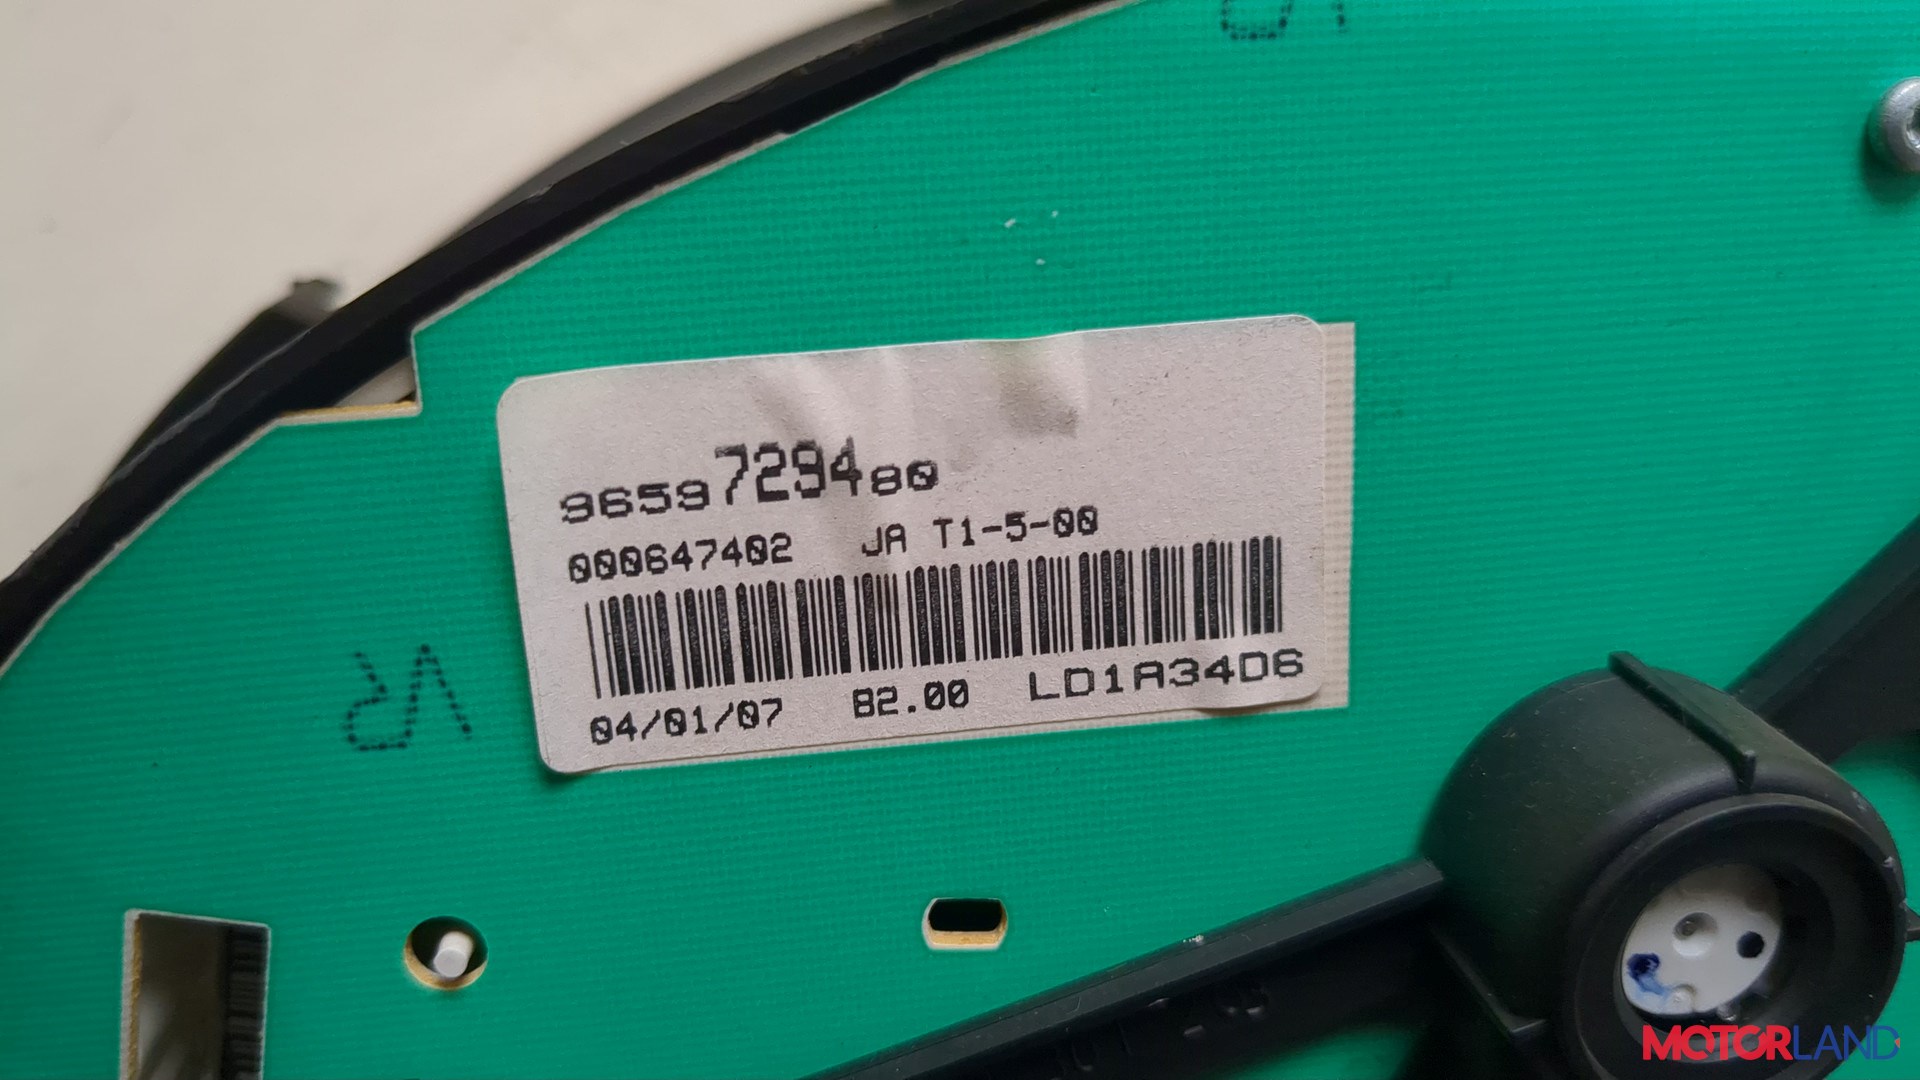 9659729480
000647402 JA T1-5-00
04/01/07 82.00 LD1A34D6
VR
MOTORLAND